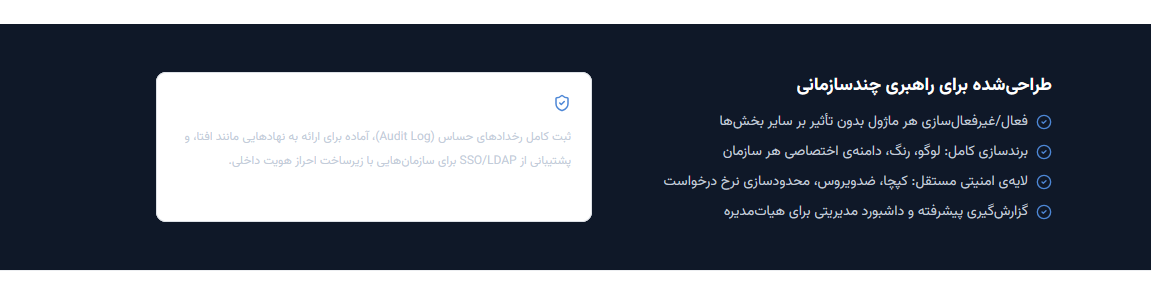 طراحی‌شده برای راهبری چندسازمانی
فعال/غیرفعال‌سازی هر ماژول بدون تأثیر بر سایر بخش‌ها
برندسازی کامل: لوگو، رنگ، دامنه‌ی اختصاصی هر سازمان
لایه‌ی امنیتی مستقل: کپچا، ضدویروس، محدودسازی نرخ درخواست
گزارش‌گیری پیشرفته و داشبورد مدیریتی برای هیات‌مدیره
ثبت کامل رخدادهای حساس (Audit Log)، آماده برای ارائه به نهادهایی مانند افتا، و
پشتیبانی از SSO/LDAP برای سازمان‌هایی با زیرساخت احراز هویت داخلی.